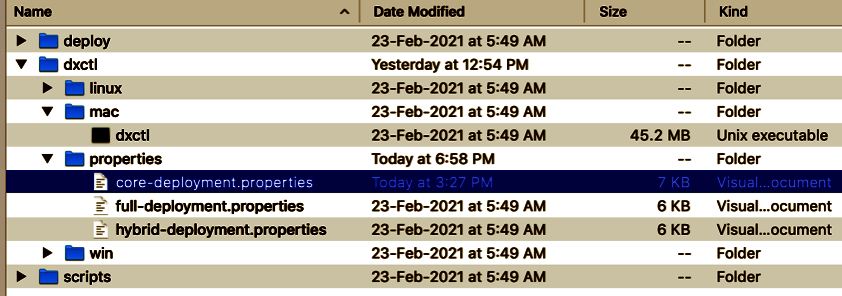 Name Date Modified Size Kind
deploy 23-Feb-2021 at 5:49 AM -- Folder
dxctl Yesterday at 12:54 PM -- Folder
linux 23-Feb-2021 at 5:49 AM -- Folder
mac 23-Feb-2021 at 5:49 AM -- Folder
dxctl 23-Feb-2021 at 5:49 AM 45.2 MB Unix executable
properties Today at 6:58 PM -- Folder
core-deployment.properties Today at 3:27 PM 7 KB Visual...ocument
full-deployment.properties 23-Feb-2021 at 5:49 AM 6 KB Visual...ocument
hybrid-deployment.properties 23-Feb-2021 at 5:49 AM 6 KB Visual...ocument
win 23-Feb-2021 at 5:49 AM -- Folder
scripts 23-Feb-2021 at 5:49 AM -- Folder